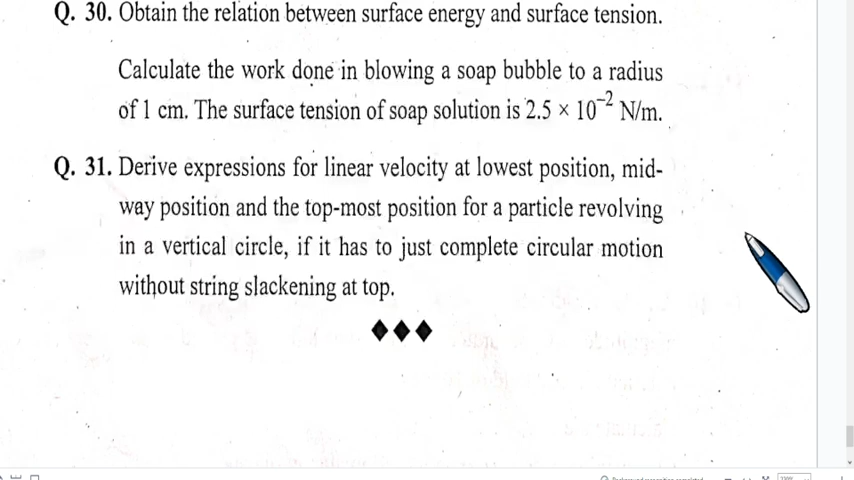 Q. 30. Obtain the relation between surface energy and surface tension.
Calculate the work done in blowing a soap bubble to a radius
of 1 cm. The surface tension of soap solution is 2.5 × 10⁻² N/m.
Q. 31. Derive expressions for linear velocity at lowest position, mid-
way position and the top-most position for a particle revolving
in a vertical circle, if it has to just complete circular motion
without string slackening at top.